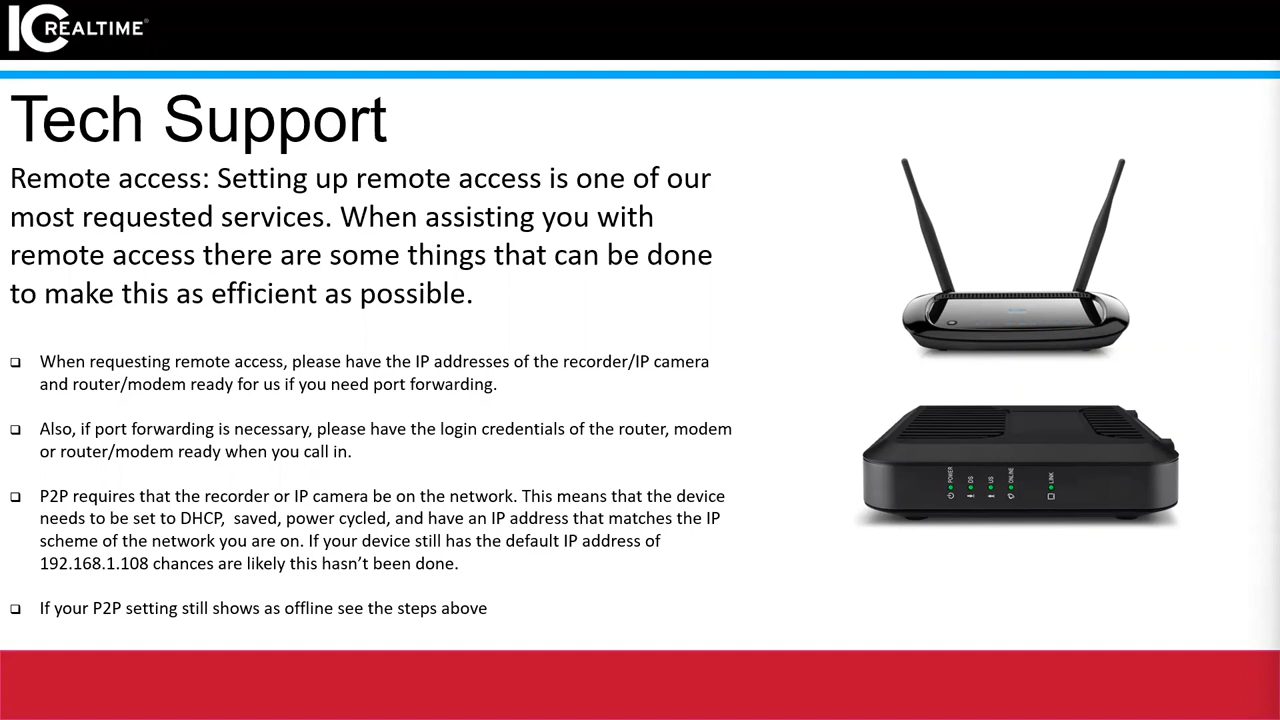 IC REALTIME®
Tech Support
Remote access: Setting up remote access is one of our
most requested services. When assisting you with
remote access there are some things that can be done
to make this as efficient as possible.
❑ When requesting remote access, please have the IP addresses of the recorder/IP camera
and router/modem ready for us if you need port forwarding.
❑ Also, if port forwarding is necessary, please have the login credentials of the router, modem
or router/modem ready when you call in.
❑ P2P requires that the recorder or IP camera be on the network. This means that the device
needs to be set to DHCP,  saved, power cycled, and have an IP address that matches the IP
scheme of the network you are on. If your device still has the default IP address of
192.168.1.108 chances are likely this hasn’t been done.
❑ If your P2P setting still shows as offline see the steps above
POWER
DS
US
ONLINE
LINK